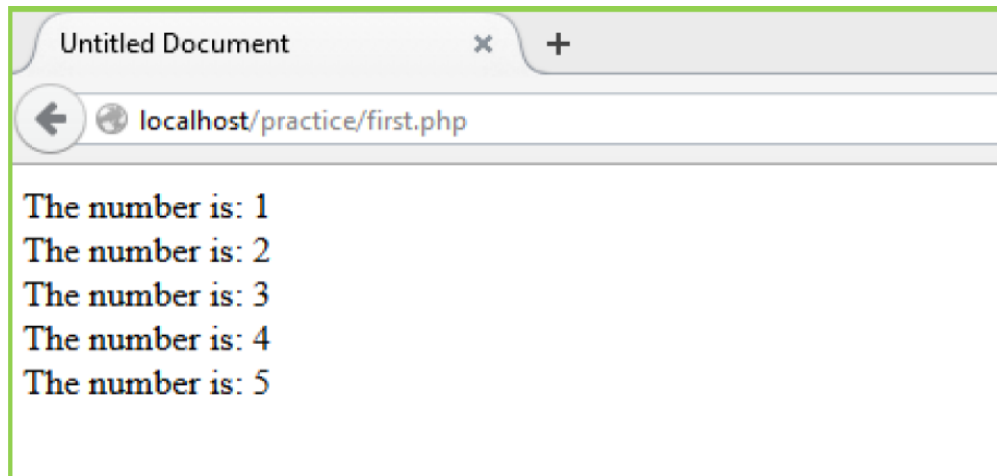 Untitled Document
localhost/practice/first.php
The number is: 1
The number is: 2
The number is: 3
The number is: 4
The number is: 5